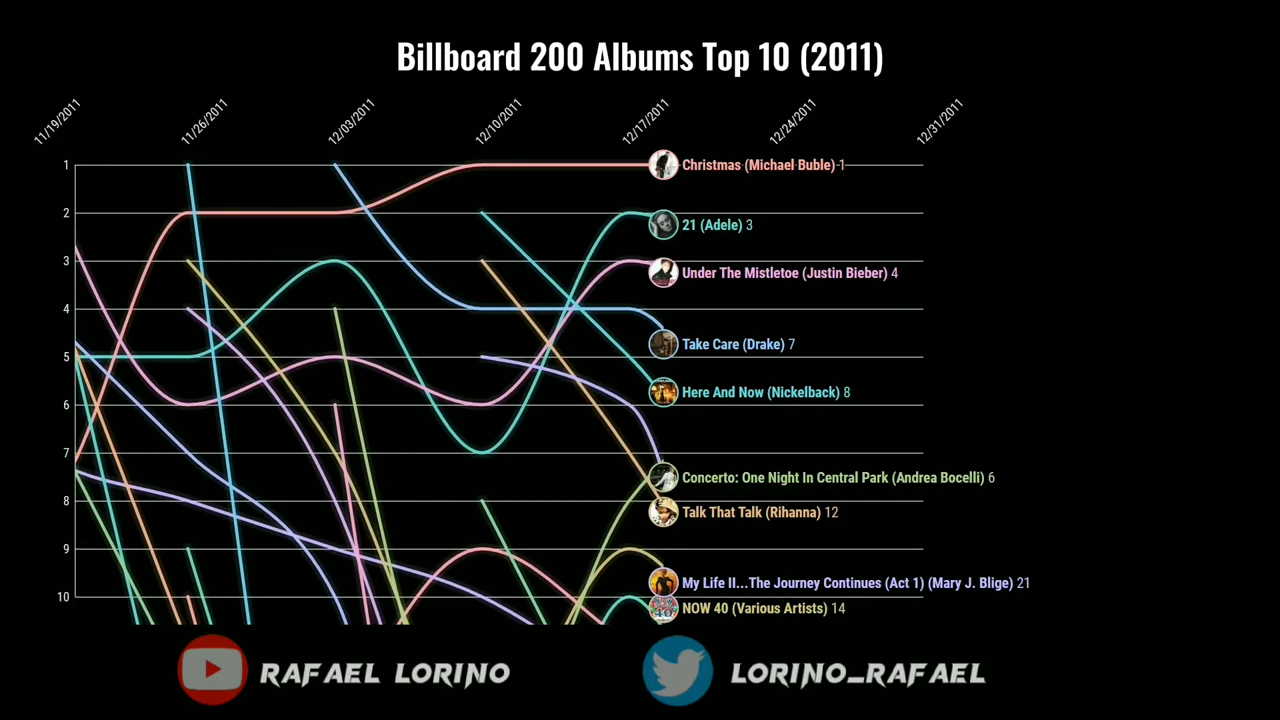 Billboard 200 Albums Top 10 (2011)
11/19/2011 11/26/2011 12/03/2011 12/10/2011 12/17/2011 12/24/2011 12/31/2011
1 Christmas (Michael Buble) 1
2 21 (Adele) 3
3 Under The Mistletoe (Justin Bieber) 4
4
Take Care (Drake) 7
5
Here And Now (Nickelback) 8
6
7
Concerto: One Night In Central Park (Andrea Bocelli) 6
8
Talk That Talk (Rihanna) 12
9
My Life II...The Journey Continues (Act 1) (Mary J. Blige) 21
10
NOW 40 (Various Artists) 14
RAFAEL LORINO LORINO_RAFAEL